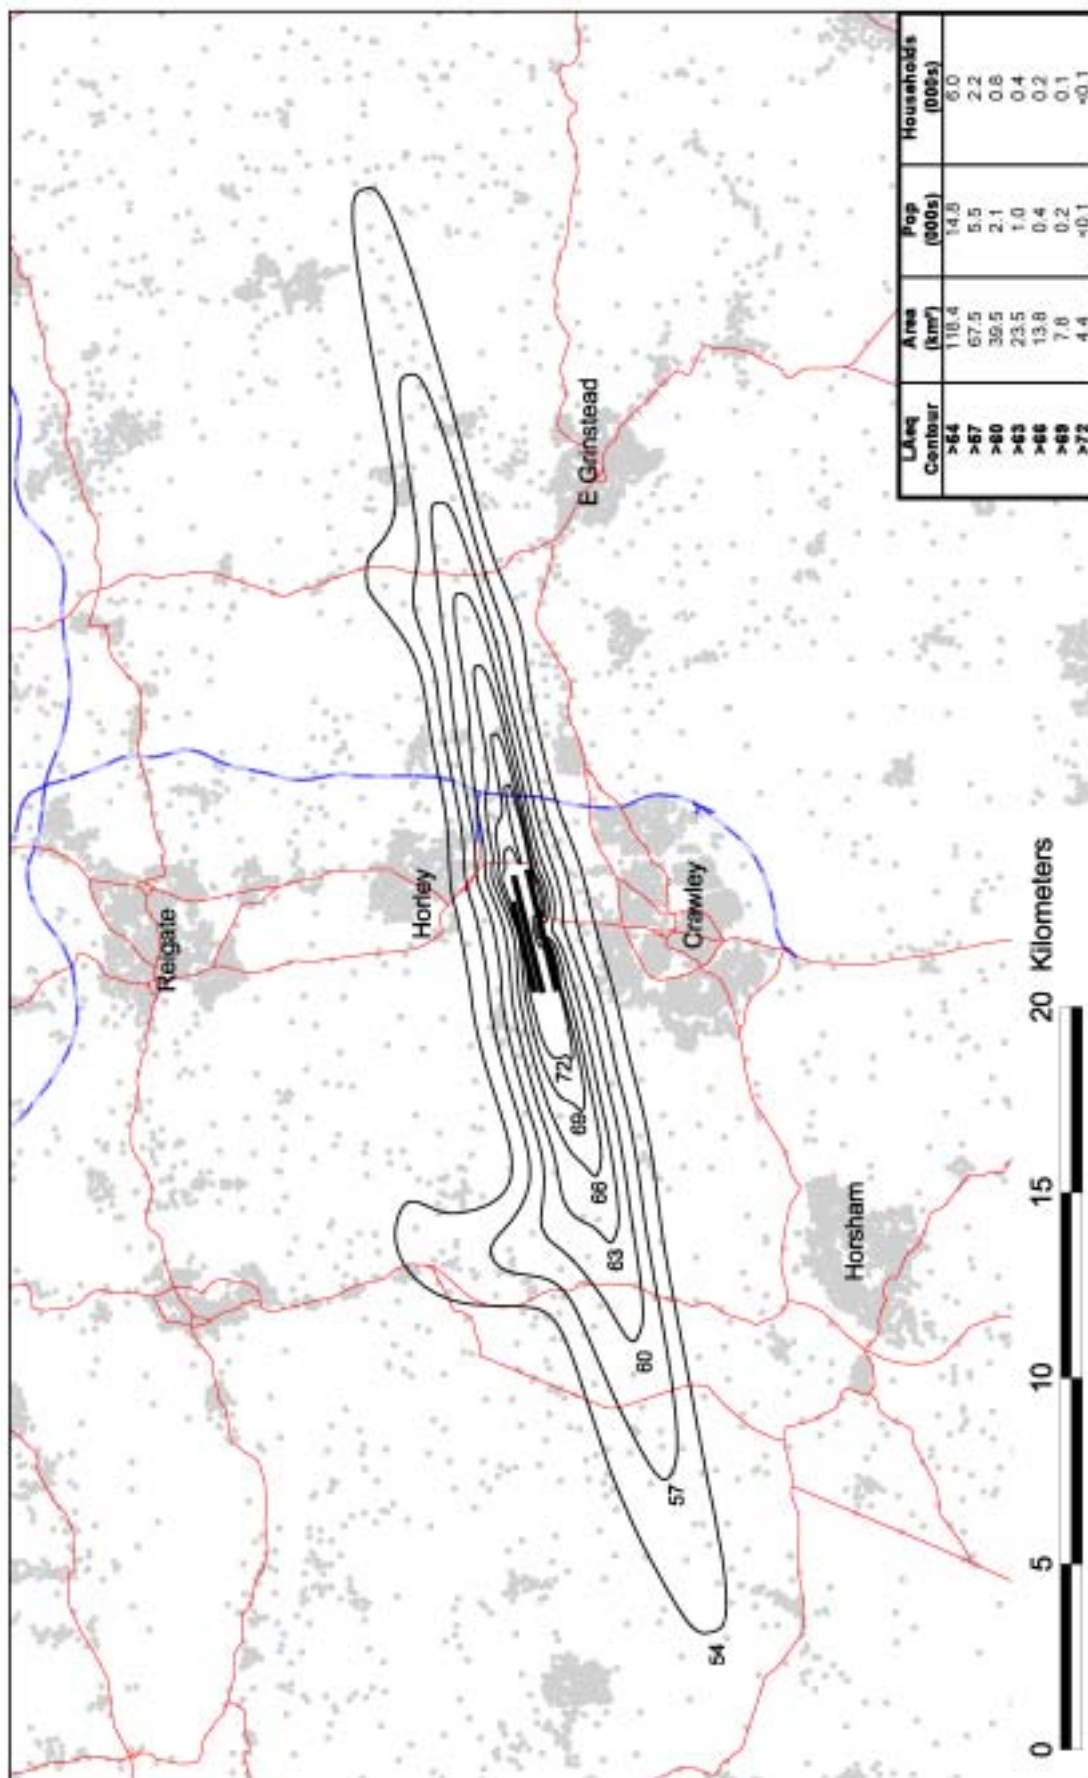 Reigate
Horley
E Grinstead
Crawley
Horsham
54
57
60
63
66
69
72
LAeq Contour Area (km²) Pop (000s) Households (000s)
>54 118.4 14.8 6.0
>57 67.5 5.5 2.2
>60 39.5 2.1 0.8
>63 23.5 1.0 0.4
>66 13.8 0.4 0.2
>69 7.8 0.2 0.1
>72 4.4 <0.1 <0.1
0 5 10 15 20 Kilometers